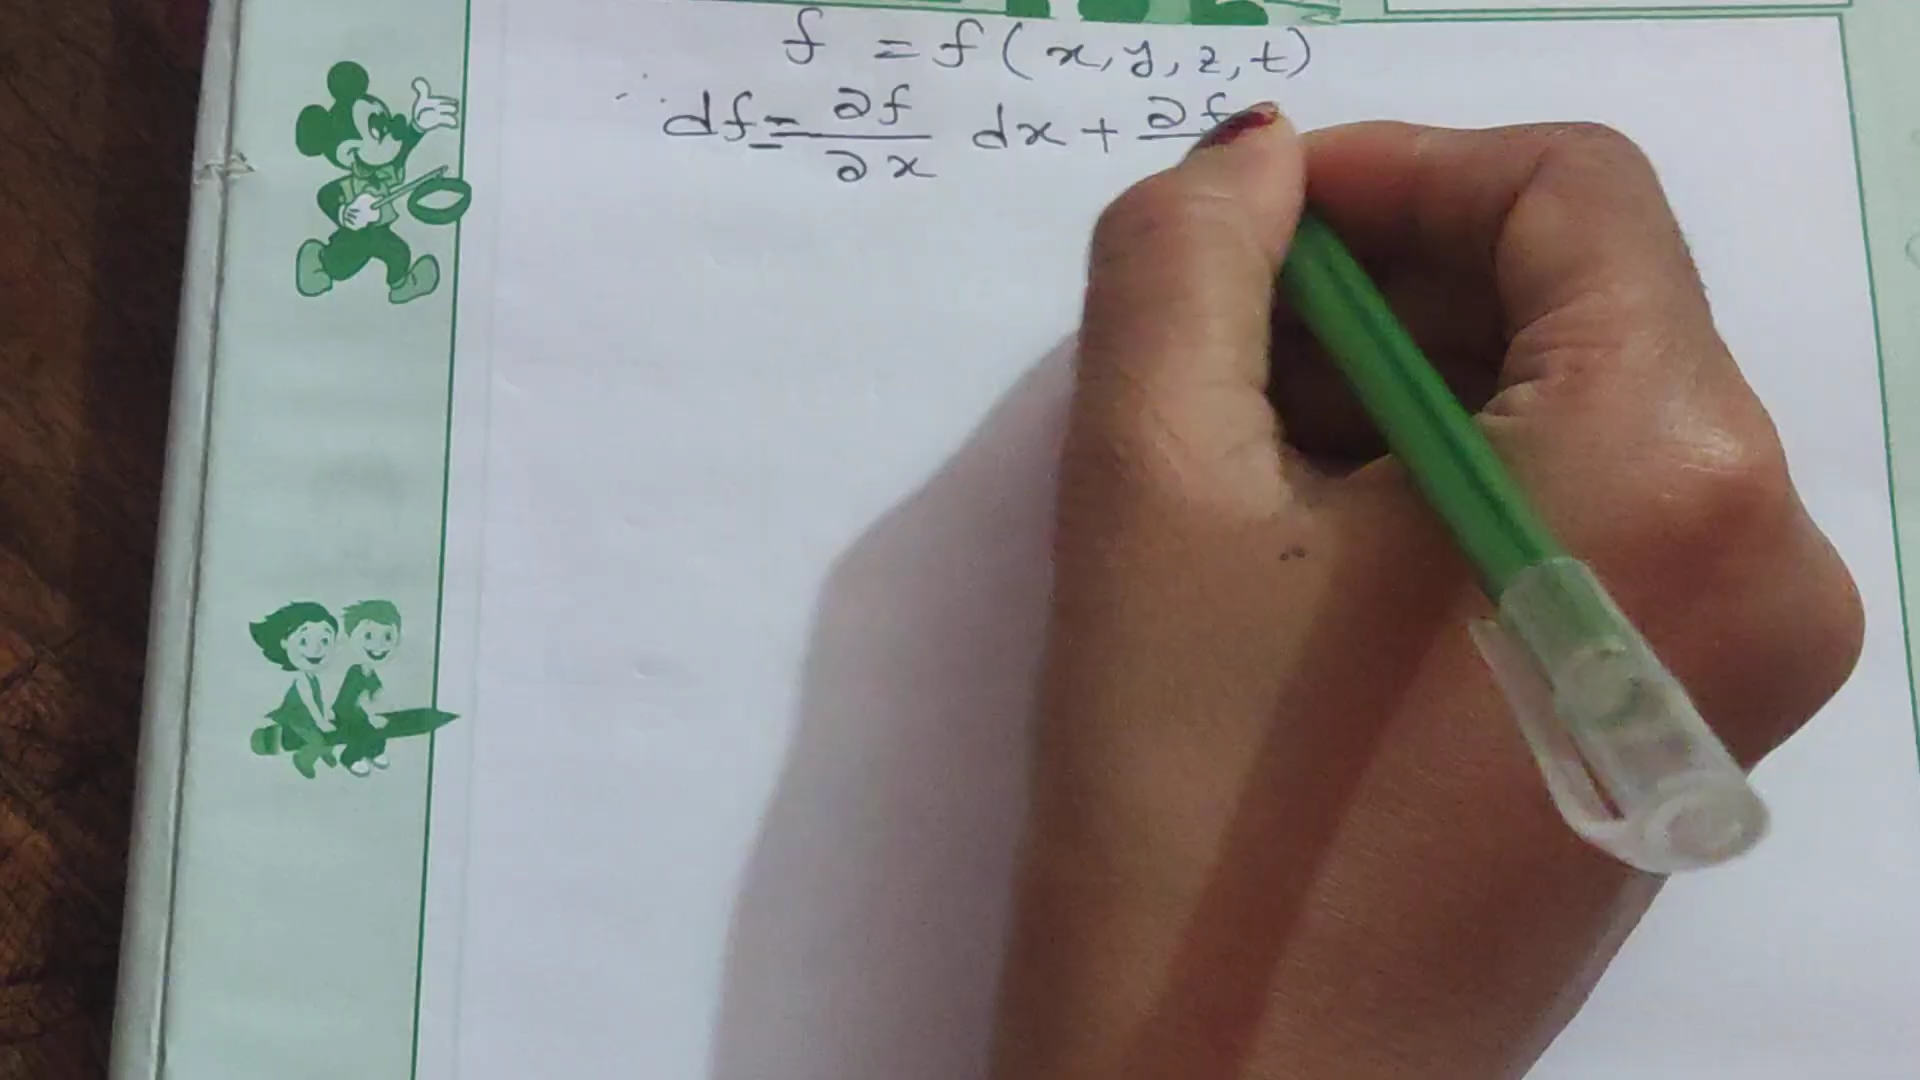 f = f(x,y,z,t)
∴ df = ∂f/∂x dx + ∂f